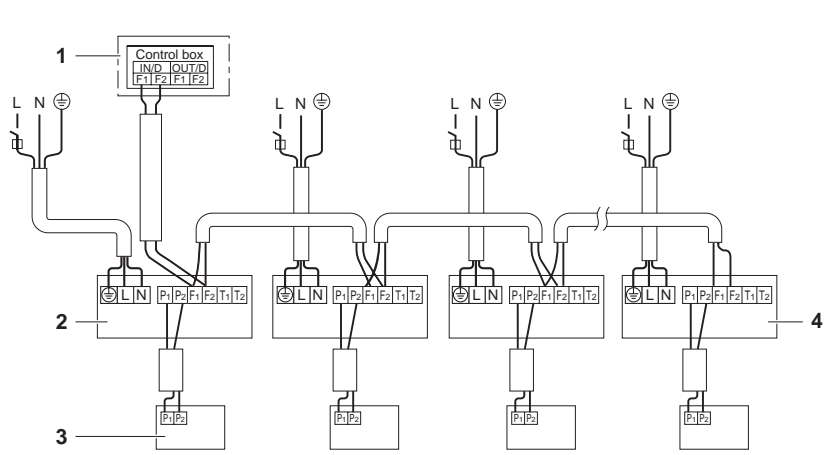 1
Control box
IN/D OUT/D
F1 F2 F1 F2
L N
L N
L N
L N
L N P1 P2 F1 F2 T1 T2
L N P1 P2 F1 F2 T1 T2
L N P1 P2 F1 F2 T1 T2
L N P1 P2 F1 F2 T1 T2
2
4
3
P1 P2
P1 P2
P1 P2
P1 P2